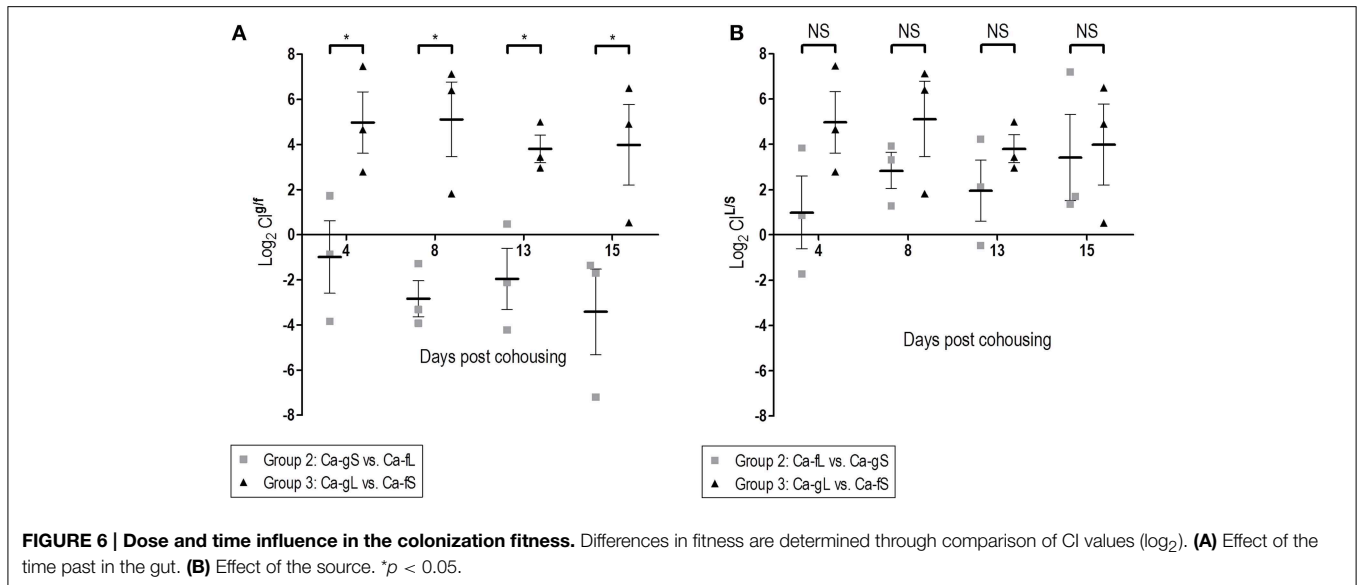 A
* * * *
8
6
4
2
0
-2
-4
-6
-8
Log2 CI g/f
4 8 13 15
Days post cohousing
Group 2: Ca-gS vs. Ca-fL
Group 3: Ca-gL vs. Ca-fS
B
NS NS NS NS
8
6
4
2
0
-2
-4
-6
-8
Log2 CI L/s
4 8 13 15
Days post cohousing
Group 2: Ca-fL vs. Ca-gS
Group 3: Ca-gL vs. Ca-fS
FIGURE 6 | Dose and time influence in the colonization fitness. Differences in fitness are determined through comparison of CI values (log2). (A) Effect of the
time past in the gut. (B) Effect of the source. *p < 0.05.